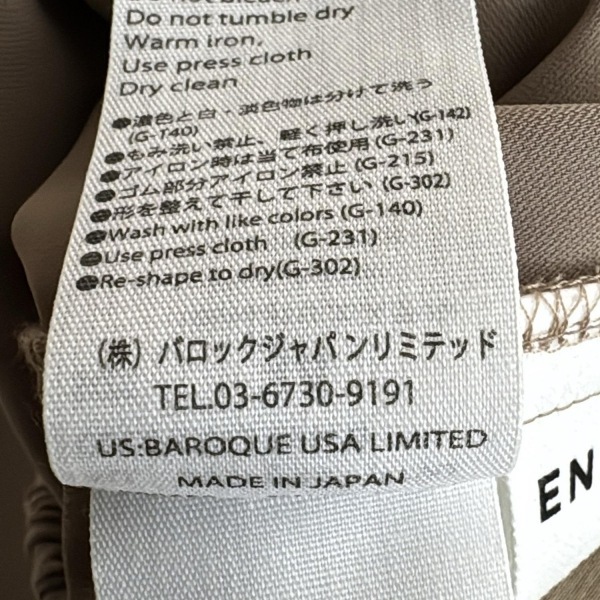 Do not bleach
Do not tumble dry
Warm iron,
Use press cloth
Dry clean
●濃色と白・淡色物は分けて洗う
(G-140)
●もみ洗い禁止、軽く押し洗い(G-142)
●アイロン時は当て布使用 (G-231)
●ゴム部分アイロン禁止 (G-215)
●形を整えて干して下さい (G-302)
●Wash with like colors (G-140)
●Use press cloth (G-231)
●Re-shape to dry(G-302)
(株) バロックジャパンリミテッド
TEL.03-6730-9191
US:BAROQUE USA LIMITED
MADE IN JAPAN
EN